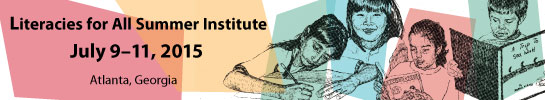 Literacies for All Summer Institute
July 9–11, 2015
Atlanta, Georgia